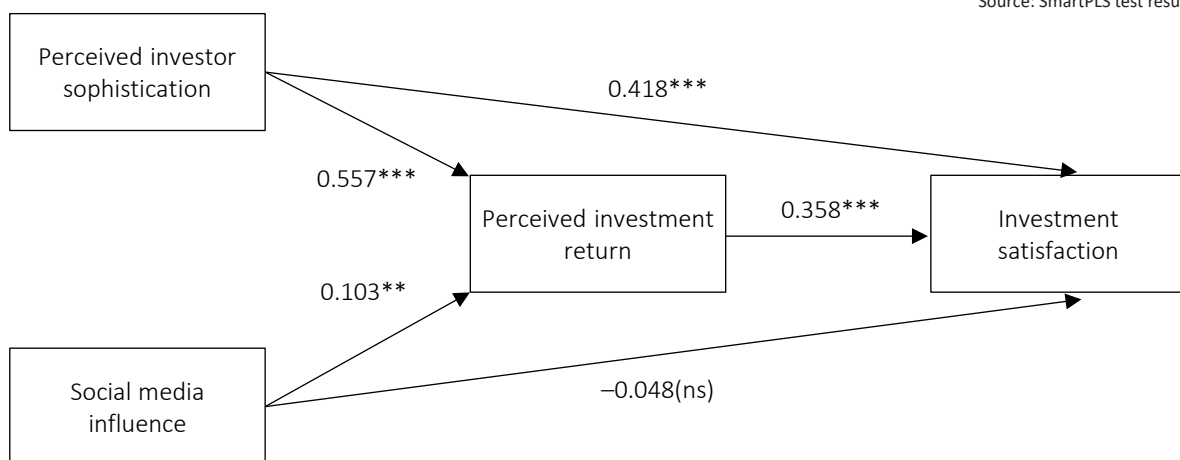 Source: SmartPLS test resu
Perceived investor
sophistication
0.418***
0.557***
Perceived investment
return
0.358***
Investment
satisfaction
0.103**
Social media
influence
–0.048(ns)